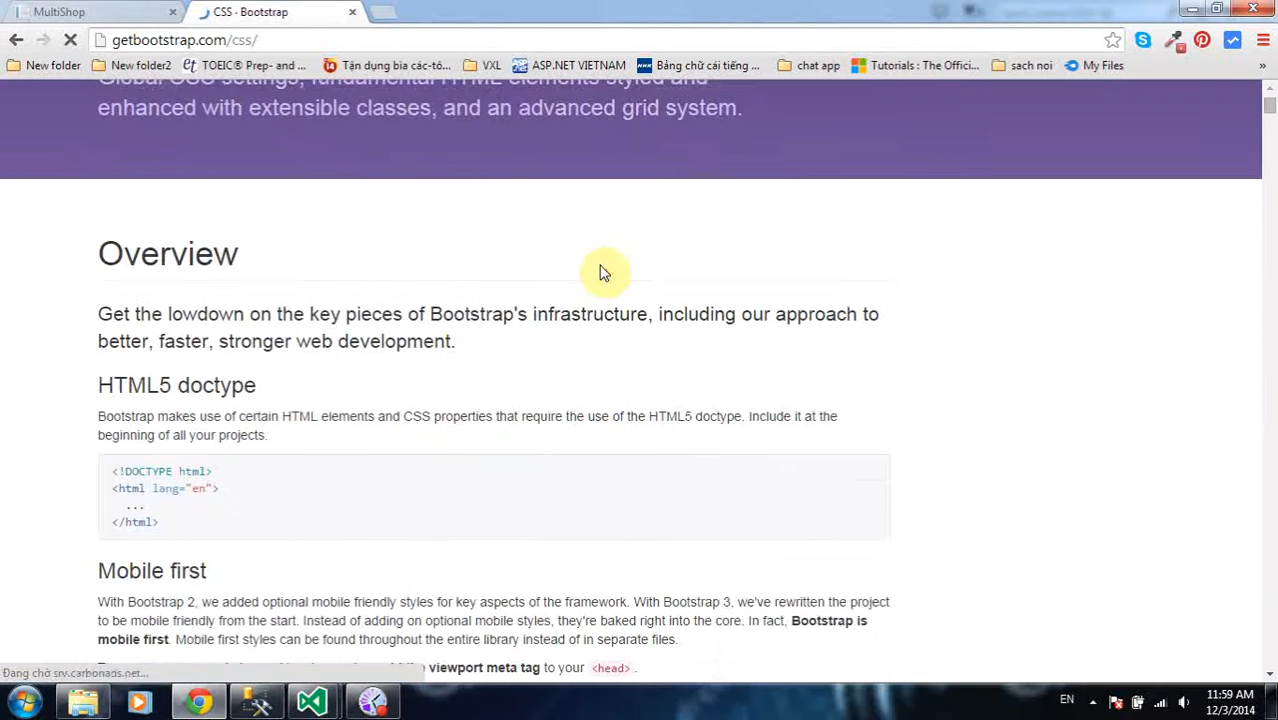 MultiShop
CSS · Bootstrap
getbootstrap.com/css/
New folder
New folder2
et TOEIC® Prep- and ...
14 Tận dụng bìa các-tô...
VXL
ASP.NET VIETNAM
Bảng chữ cái tiếng ...
chat app
Tutorials : The Offici...
sach noi
My Files
»
Global CSS settings, fundamental HTML elements styled and
enhanced with extensible classes, and an advanced grid system.
Overview
Get the lowdown on the key pieces of Bootstrap's infrastructure, including our approach to
better, faster, stronger web development.
HTML5 doctype
Bootstrap makes use of certain HTML elements and CSS properties that require the use of the HTML5 doctype. Include it at the
beginning of all your projects.
<!DOCTYPE html>
<html lang="en">
...
</html>
Mobile first
With Bootstrap 2, we added optional mobile friendly styles for key aspects of the framework. With Bootstrap 3, we've rewritten the project
to be mobile friendly from the start. Instead of adding on optional mobile styles, they're baked right into the core. In fact, Bootstrap is
mobile first. Mobile first styles can be found throughout the entire library instead of in separate files.
viewport meta tag to your <head>.
Đang chờ srv.carbonads.net...
EN
11:59 AM
12/3/2014